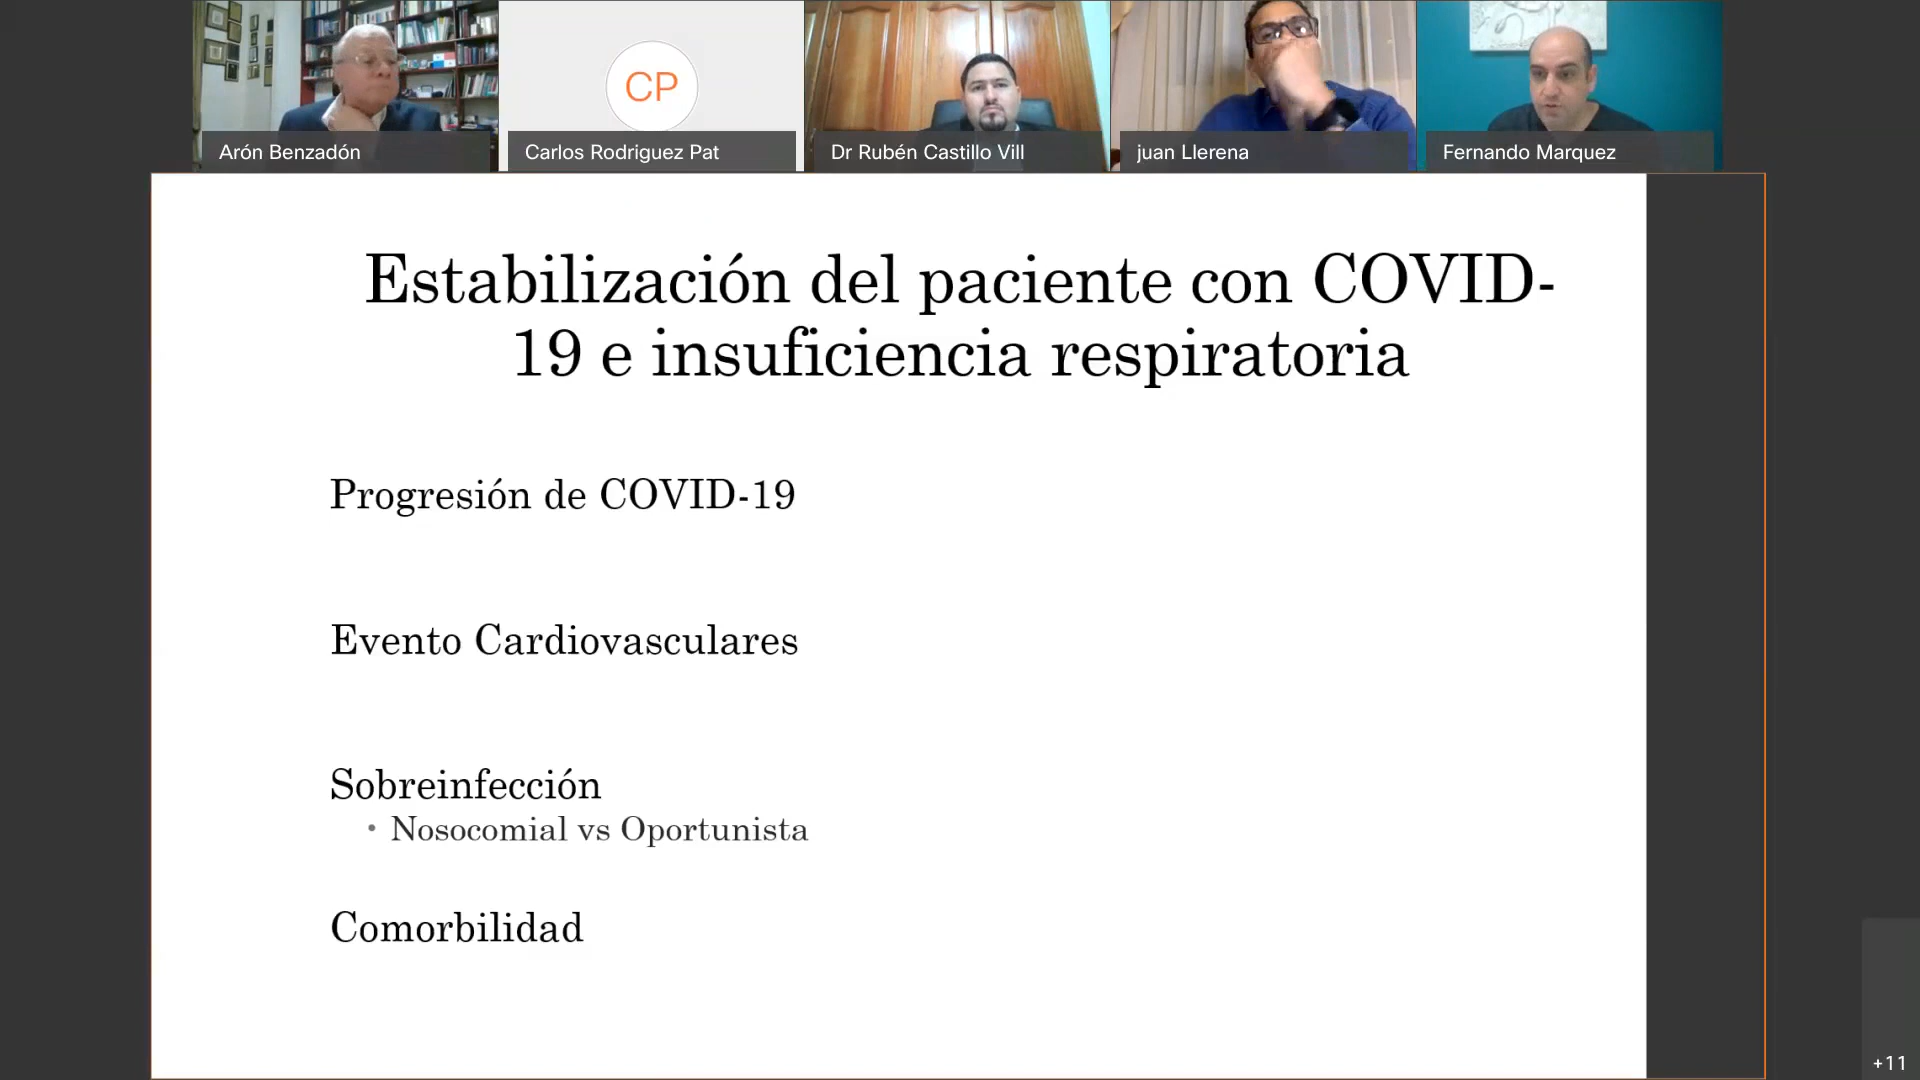 CP
Arón Benzadón
Carlos Rodriguez Pat
Dr Rubén Castillo Vill
juan Llerena
Fernando Marquez
Estabilización del paciente con COVID-
19 e insuficiencia respiratoria
Progresión de COVID-19
Evento Cardiovasculares
Sobreinfección
• Nosocomial vs Oportunista
Comorbilidad
+11